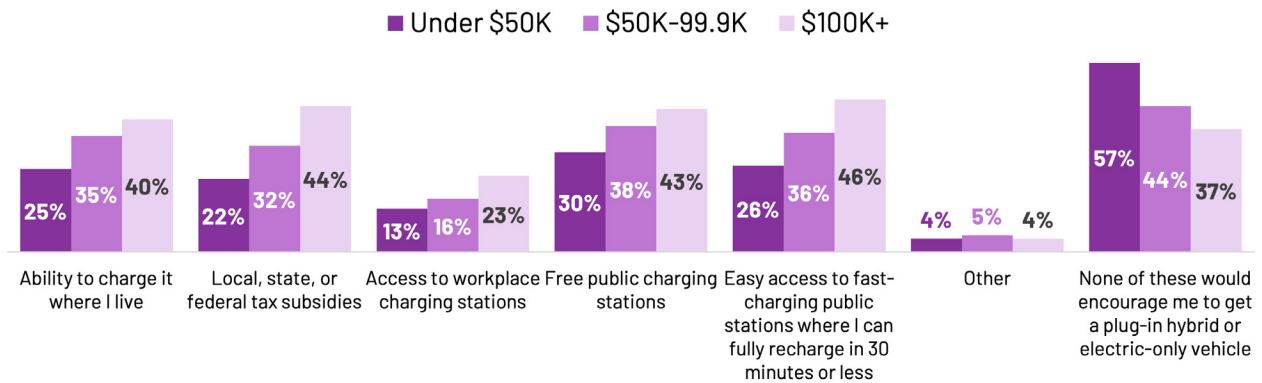 Under $50K $50K-99.9K $100K+
25% 35% 40%
22% 32% 44%
13% 16% 23%
30% 38% 43%
26% 36% 46%
4% 5% 4%
57% 44% 37%
Ability to charge it
where I live
Local, state, or
federal tax subsidies
Access to workplace
charging stations
Free public charging
stations
Easy access to fast-
charging public
stations where I can
fully recharge in 30
minutes or less
Other
None of these would
encourage me to get
a plug-in hybrid or
electric-only vehicle